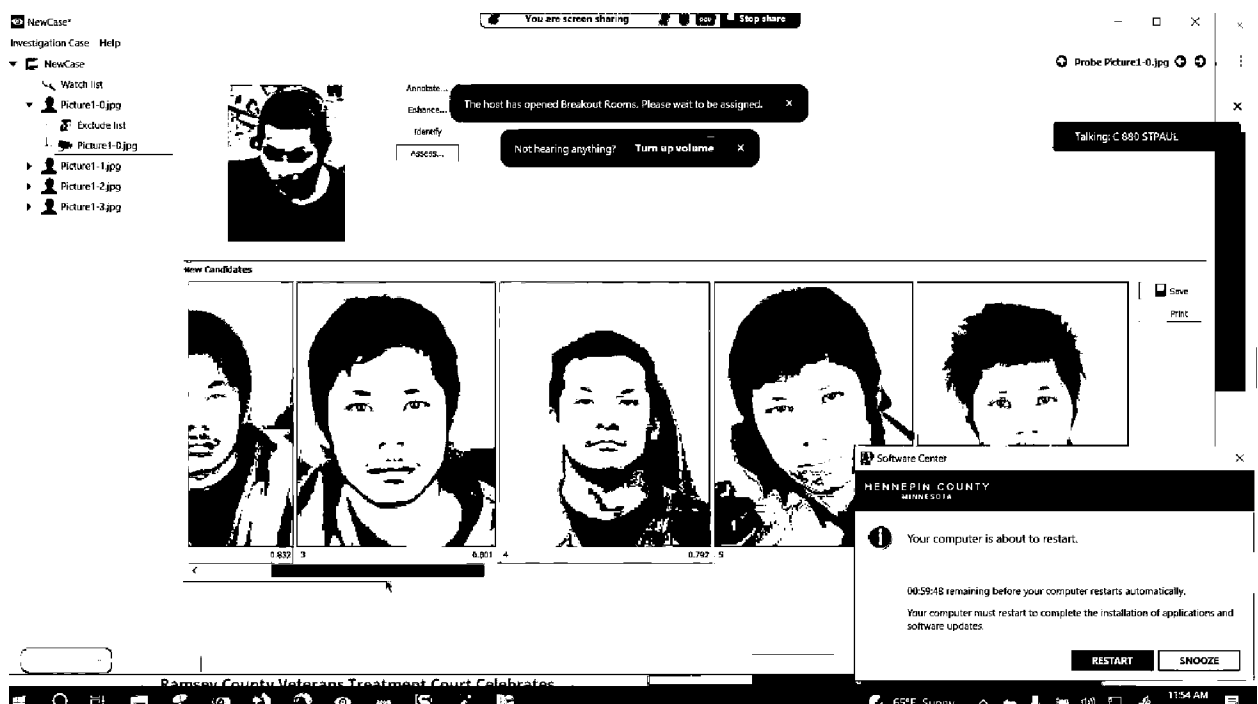 NewCase*
You are screen sharing
Stop share
Investigation Case Help
NewCase
Watch list
Picture1-0.jpg
Exclude list
Picture1-0.jpg
Picture1-1.jpg
Picture1-2.jpg
Picture1-3.jpg
Annotate...
Enhance...
Identify
Assess...
The host has opened Breakout Rooms. Please wait to be assigned.
Not hearing anything? Turn up volume
Probe Picture1-0.jpg
Talking: C 880 STPAUL
New Candidates
Save
Print
0.832 3 0.801 4 0.792 5
Software Center
HENNEPIN COUNTY
MINNESOTA
Your computer is about to restart.
00:59:48 remaining before your computer restarts automatically.
Your computer must restart to complete the installation of applications and
software updates.
RESTART SNOOZE
Ramsey County Veterans Treatment Court Celebrates
65°F Sunny
11:54 AM